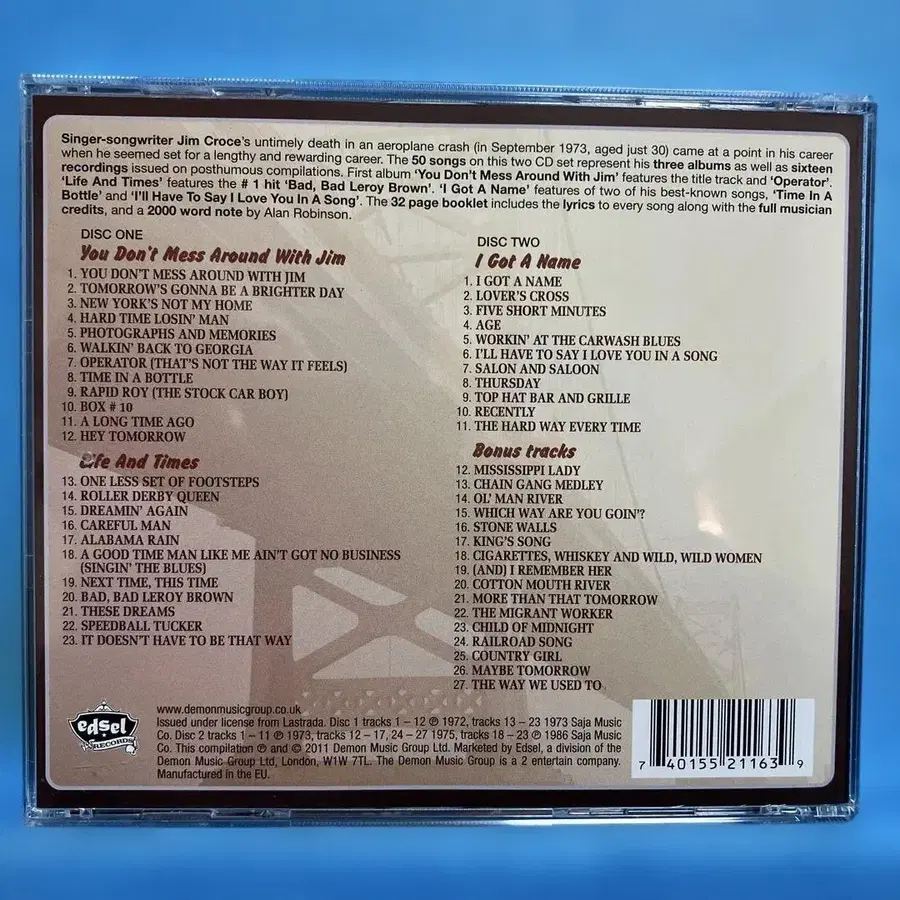 Singer-songwriter Jim Croce's untimely death in an aeroplane crash (in September 1973, aged just 30) came at a point in his career
when he seemed set for a lengthy and rewarding career. The 50 songs on this two CD set represent his three albums as well as sixteen
recordings issued on posthumous compilations. First album 'You Don't Mess Around With Jim' features the title track and 'Operator'.
'Life And Times' features the # 1 hit 'Bad, Bad Leroy Brown'. 'I Got A Name' features of two of his best-known songs, 'Time In A
Bottle' and 'I'll Have To Say I Love You In A Song'. The 32 page booklet includes the lyrics to every song along with the full musician
credits, and a 2000 word note by Alan Robinson.
DISC ONE
You Don't Mess Around With Jim
1. YOU DON'T MESS AROUND WITH JIM
2. TOMORROW'S GONNA BE A BRIGHTER DAY
3. NEW YORK'S NOT MY HOME
4. HARD TIME LOSIN' MAN
5. PHOTOGRAPHS AND MEMORIES
6. WALKIN' BACK TO GEORGIA
7. OPERATOR (THAT'S NOT THE WAY IT FEELS)
8. TIME IN A BOTTLE
9. RAPID ROY (THE STOCK CAR BOY)
10. BOX # 10
11. A LONG TIME AGO
12. HEY TOMORROW
Life And Times
13. ONE LESS SET OF FOOTSTEPS
14. ROLLER DERBY QUEEN
15. DREAMIN' AGAIN
16. CAREFUL MAN
17. ALABAMA RAIN
18. A GOOD TIME MAN LIKE ME AIN'T GOT NO BUSINESS
(SINGIN' THE BLUES)
19. NEXT TIME, THIS TIME
20. BAD, BAD LEROY BROWN
21. THESE DREAMS
22. SPEEDBALL TUCKER
23. IT DOESN'T HAVE TO BE THAT WAY
DISC TWO
I Got A Name
1. I GOT A NAME
2. LOVER'S CROSS
3. FIVE SHORT MINUTES
4. AGE
5. WORKIN' AT THE CARWASH BLUES
6. I'LL HAVE TO SAY I LOVE YOU IN A SONG
7. SALON AND SALOON
8. THURSDAY
9. TOP HAT BAR AND GRILLE
10. RECENTLY
11. THE HARD WAY EVERY TIME
Bonus tracks
12. MISSISSIPPI LADY
13. CHAIN GANG MEDLEY
14. OL' MAN RIVER
15. WHICH WAY ARE YOU GOIN'?
16. STONE WALLS
17. KING'S SONG
18. CIGARETTES, WHISKEY AND WILD, WILD WOMEN
19. (AND) I REMEMBER HER
20. COTTON MOUTH RIVER
21. MORE THAN THAT TOMORROW
22. THE MIGRANT WORKER
23. CHILD OF MIDNIGHT
24. RAILROAD SONG
25. COUNTRY GIRL
26. MAYBE TOMORROW
27. THE WAY WE USED TO
edsel
RECORDS
www.demonmusicgroup.co.uk
Issued under license from Lastrada. Disc 1 tracks 1 – 12 ℗ 1972, tracks 13 – 23 1973 Saja Music
Co. Disc 2 tracks 1 – 11 ℗ 1973, tracks 12 – 17, 24 – 27 1975, tracks 18 – 23 ℗ 1986 Saja Music
Co. This compilation ℗ and © 2011 Demon Music Group Ltd. Marketed by Edsel, a division of the
Demon Music Group Ltd, London, W1W 7TL. The Demon Music Group is a 2 entertain company.
Manufactured in the EU.
7 40155 21163 9